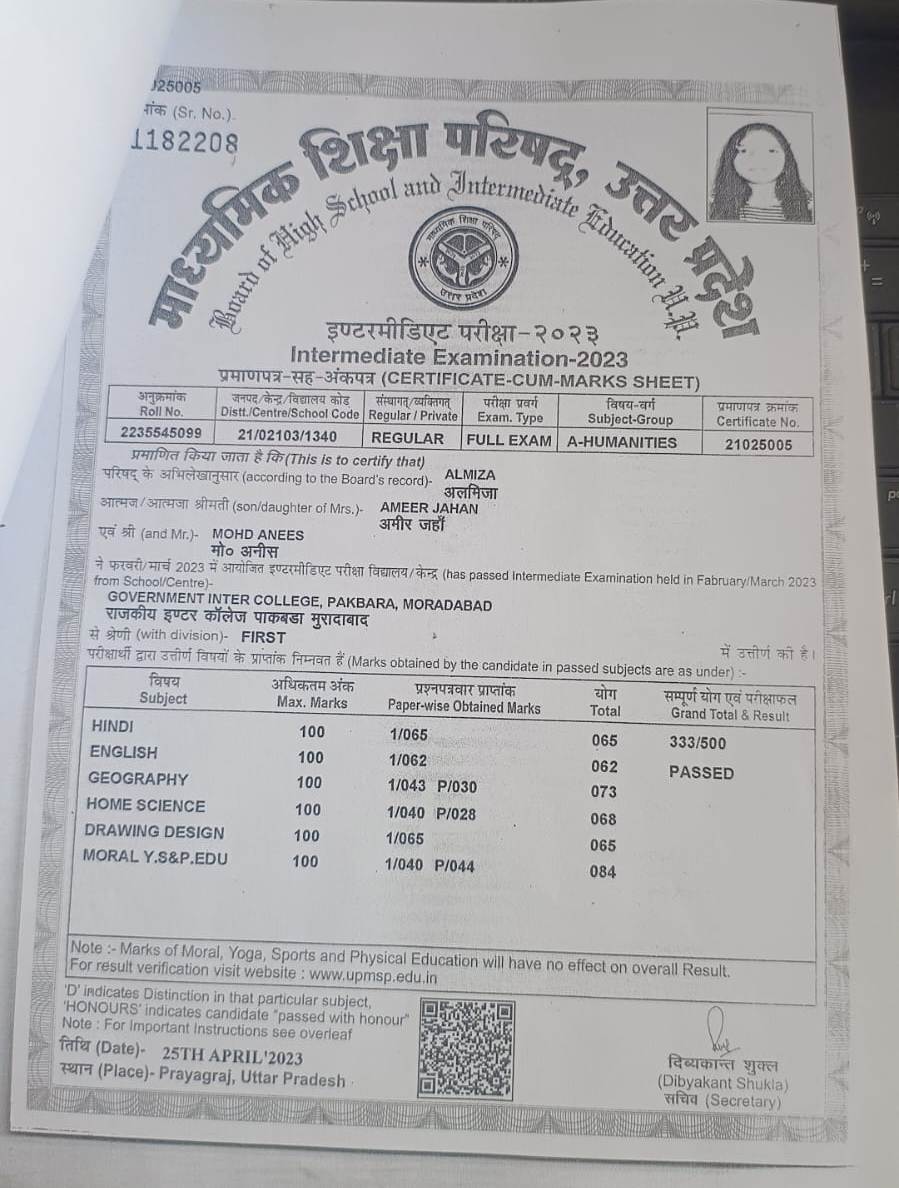 025005
मांक (Sr. No.)
1182208
माध्यमिक शिक्षा परिषद्, उत्तर प्रदेश
Board of High School and Intermediate Education U.P.
माध्यमिक शिक्षा परिषद्
उत्तर प्रदेश
इण्टरमीडिएट परीक्षा-२०२३
Intermediate Examination-2023
प्रमाणपत्र-सह-अंकपत्र (CERTIFICATE-CUM-MARKS SHEET)
अनुक्रमांक जनपद/केन्द्र/विद्यालय कोड संस्थागत/व्यक्तिगत परीक्षा प्रवर्ग विषय-वर्ग प्रमाणपत्र क्रमांक
Roll No. Distt./Centre/School Code Regular / Private Exam. Type Subject-Group Certificate No.
2235545099 21/02103/1340 REGULAR FULL EXAM A-HUMANITIES 21025005
प्रमाणित किया जाता है कि (This is to certify that)
परिषद् के अभिलेखानुसार (according to the Board's record)- ALMIZA
अलमिजा
आत्मज/आत्मजा श्रीमती (son/daughter of Mrs.)- AMEER JAHAN
अमीर जहाँ
एवं श्री (and Mr.)- MOHD ANEES
मो० अनीस
ने फरवरी/मार्च 2023 में आयोजित इण्टरमीडिएट परीक्षा विद्यालय/केन्द्र (has passed Intermediate Examination held in Fabruary/March 2023
from School/Centre)-
GOVERNMENT INTER COLLEGE, PAKBARA, MORADABAD
राजकीय इण्टर कॉलेज पाकबडा मुरादाबाद
से श्रेणी (with division)- FIRST में उत्तीर्ण की है।
परीक्षार्थी द्वारा उत्तीर्ण विषयों के प्राप्तांक निम्नवत हैं (Marks obtained by the candidate in passed subjects are as under) :-
विषय अधिकतम अंक प्रश्नपत्रवार प्राप्तांक योग सम्पूर्ण योग एवं परीक्षाफल
Subject Max. Marks Paper-wise Obtained Marks Total Grand Total & Result
HINDI 100 1/065 065 333/500
ENGLISH 100 1/062 062 PASSED
GEOGRAPHY 100 1/043 P/030 073
HOME SCIENCE 100 1/040 P/028 068
DRAWING DESIGN 100 1/065 065
MORAL Y.S&P.EDU 100 1/040 P/044 084
Note :- Marks of Moral, Yoga, Sports and Physical Education will have no effect on overall Result.
For result verification visit website : www.upmsp.edu.in
'D' indicates Distinction in that particular subject,
'HONOURS' indicates candidate "passed with honour"
Note : For Important Instructions see overleaf
तिथि (Date)- 25TH APRIL'2023
स्थान (Place)- Prayagraj, Uttar Pradesh
दिब्यकान्त शुक्ल
(Dibyakant Shukla)
सचिव (Secretary)